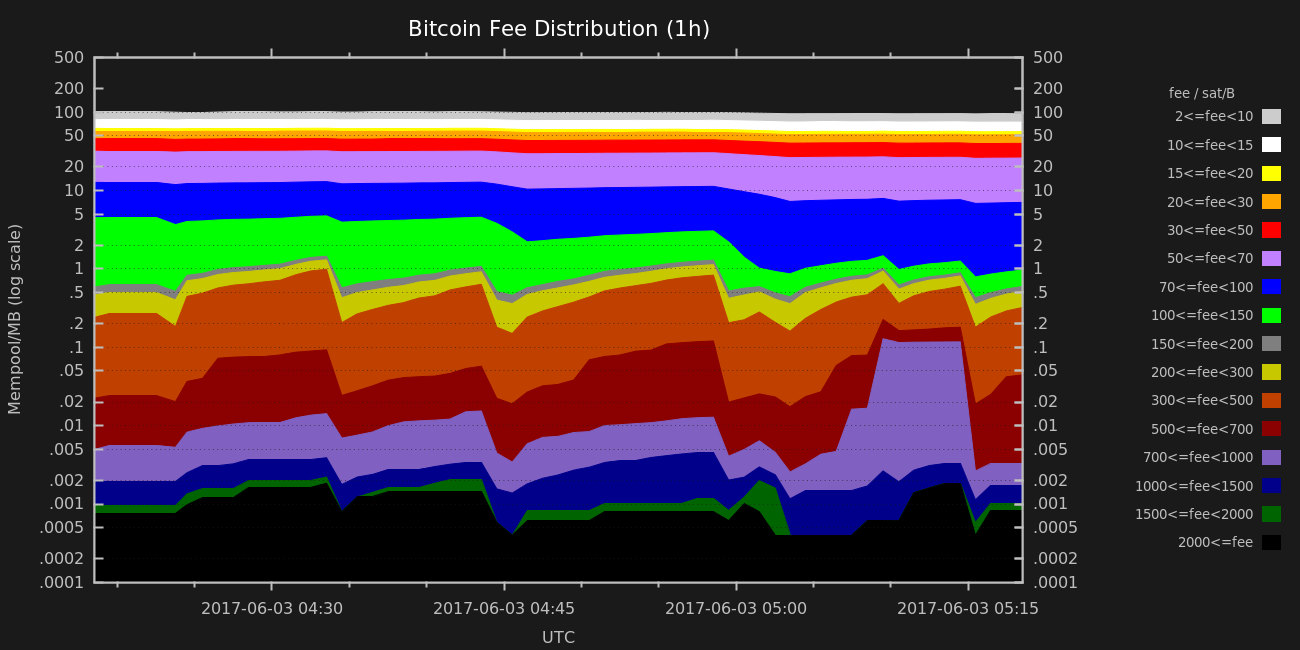 Bitcoin Fee Distribution (1h)
Mempool/MB (log scale)
500
200
100
50
20
10
5
2
1
.5
.2
.1
.05
.02
.01
.005
.002
.001
.0005
.0002
.0001
500
200
100
50
20
10
5
2
1
.5
.2
.1
.05
.02
.01
.005
.002
.001
.0005
.0002
.0001
2017-06-03 04:30
2017-06-03 04:45
2017-06-03 05:00
2017-06-03 05:15
UTC
fee / sat/B
2<=fee<10
10<=fee<15
15<=fee<20
20<=fee<30
30<=fee<50
50<=fee<70
70<=fee<100
100<=fee<150
150<=fee<200
200<=fee<300
300<=fee<500
500<=fee<700
700<=fee<1000
1000<=fee<1500
1500<=fee<2000
2000<=fee